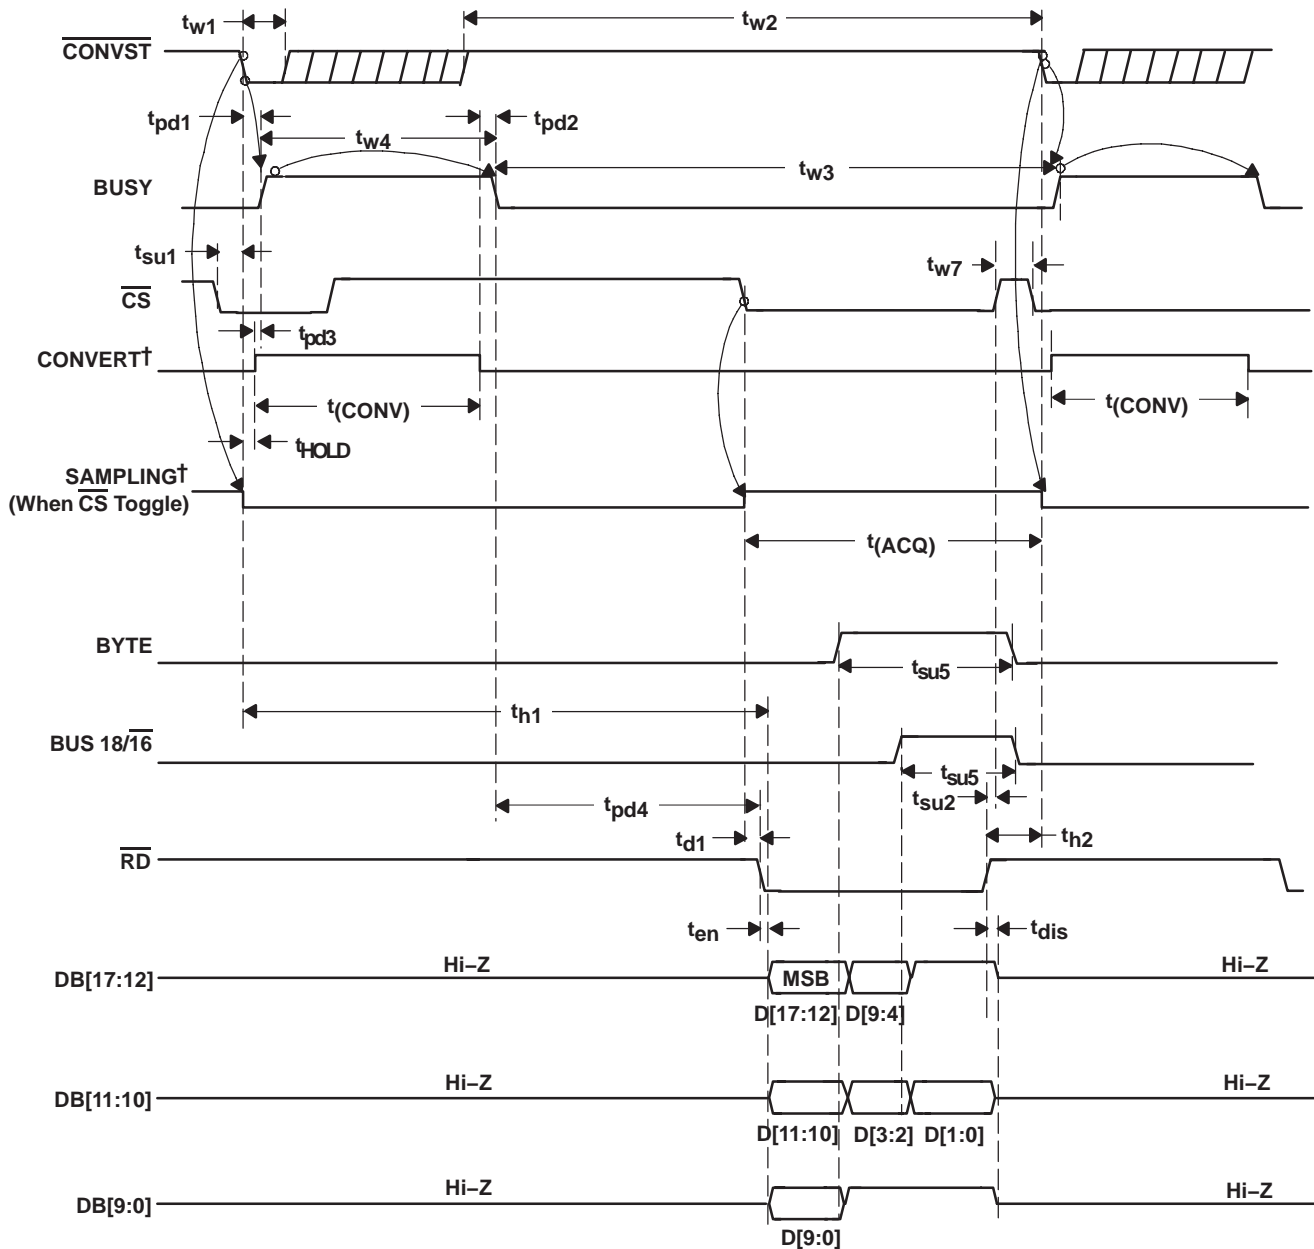 tw1
tw2
CONVST
tpd1
tw4
tpd2
BUSY
tw3
tsu1
tw7
CS
tpd3
CONVERT†
t(CONV)
t(CONV)
tHOLD
SAMPLING†
(When CS Toggle)
t(ACQ)
BYTE
tsu5
th1
BUS 18/16
tsu5
tpd4
tsu2
td1
th2
RD
ten
tdis
Hi–Z
Hi–Z
DB[17:12]
MSB
D[17:12]
D[9:4]
Hi–Z
Hi–Z
DB[11:10]
D[11:10]
D[3:2]
D[1:0]
Hi–Z
Hi–Z
DB[9:0]
D[9:0]